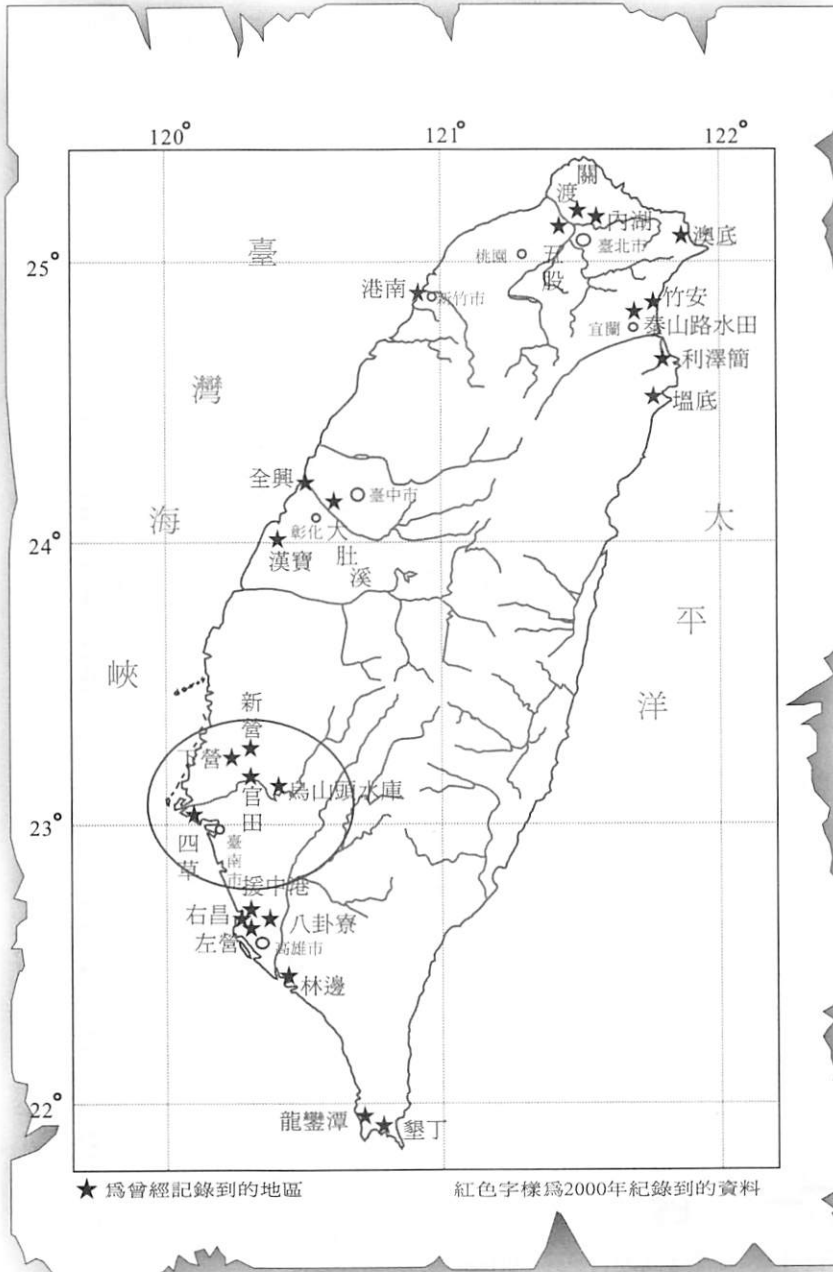 120°
121°
122°
25°
24°
23°
22°
臺
灣
海
峽
太
平
洋
關
渡
內湖
澳底
五
股
臺北市
桃園
港南
新竹市
竹安
宜蘭
泰山路水田
利澤簡
塭底
全興
臺中市
彰化
大
肚
溪
漢寶
新
營
下營
官
田
烏山頭水庫
四
草
臺
南
市
援中港
右昌
八卦寮
左營
高雄市
林邊
龍鑾潭
墾丁
★ 為曾經記錄到的地區
紅色字樣為2000年紀錄到的資料